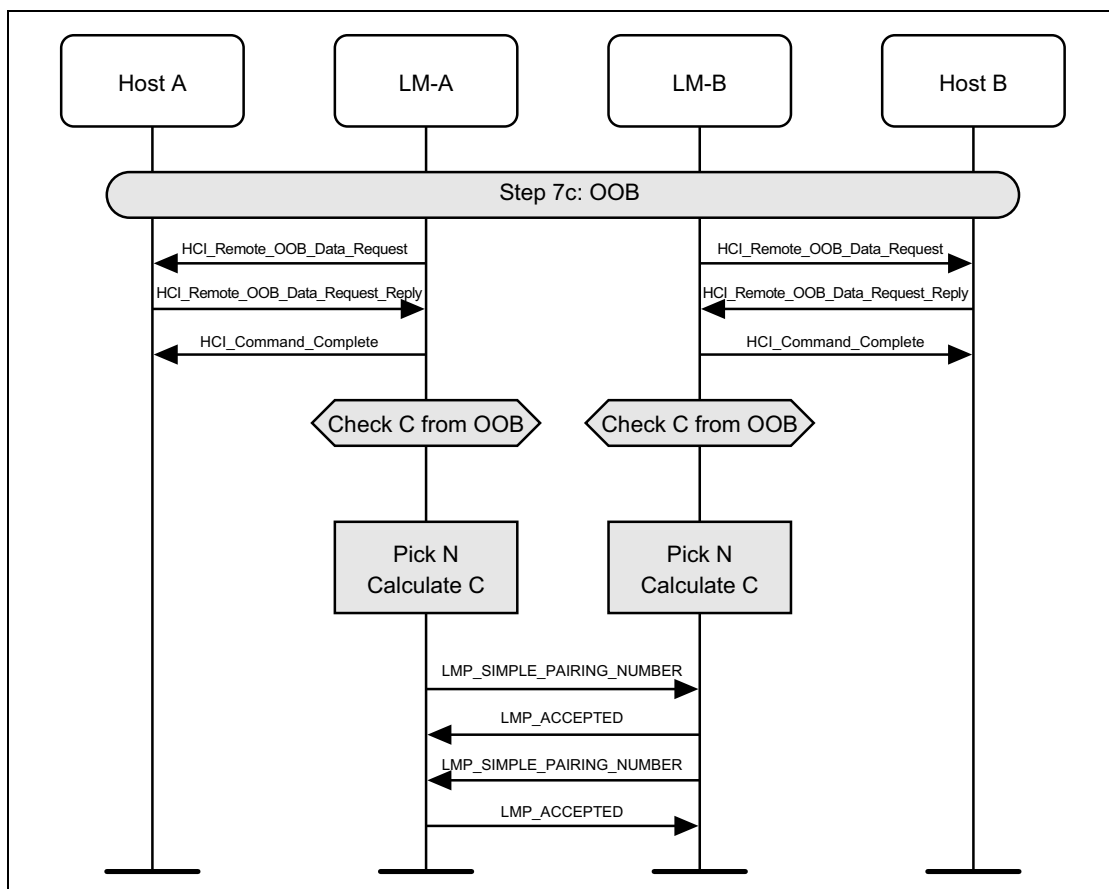 Host A
LM-A
LM-B
Host B
Step 7c: OOB
HCI_Remote_OOB_Data_Request
HCI_Remote_OOB_Data_Request
HCI_Remote_OOB_Data_Request_Reply
HCI_Remote_OOB_Data_Request_Reply
HCI_Command_Complete
HCI_Command_Complete
Check C from OOB
Check C from OOB
Pick N
Calculate C
Pick N
Calculate C
LMP_SIMPLE_PAIRING_NUMBER
LMP_ACCEPTED
LMP_SIMPLE_PAIRING_NUMBER
LMP_ACCEPTED